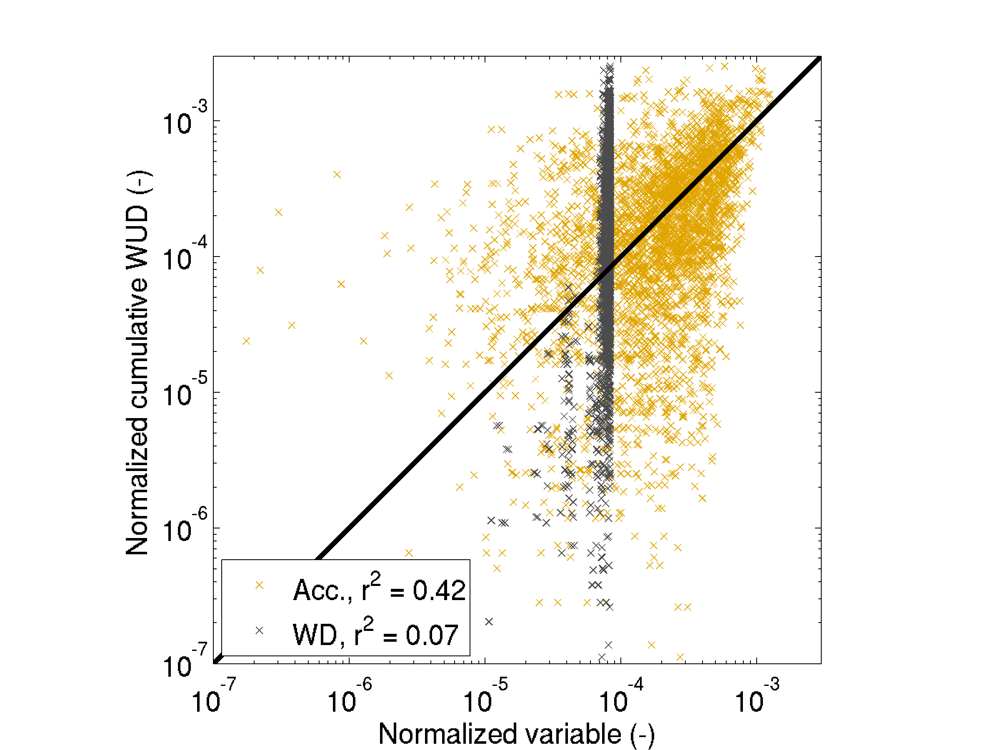 Normalized cumulative WUD (-)
10^-3
10^-4
10^-5
10^-6
10^-7
Acc., r^2 = 0.42
WD, r^2 = 0.07
10^-7 10^-6 10^-5 10^-4 10^-3
Normalized variable (-)